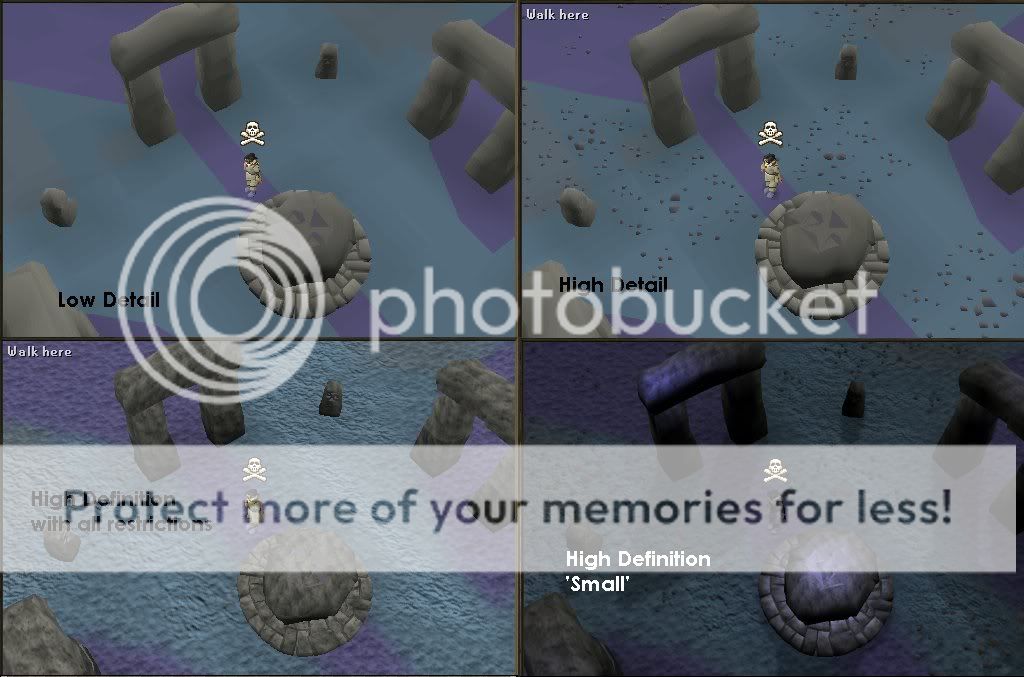 Walk here
Low Detail
High Detail
photobucket
Walk here
High Definition
with all restrictions
Protect more of your memories for less!
High Definition
'Small'